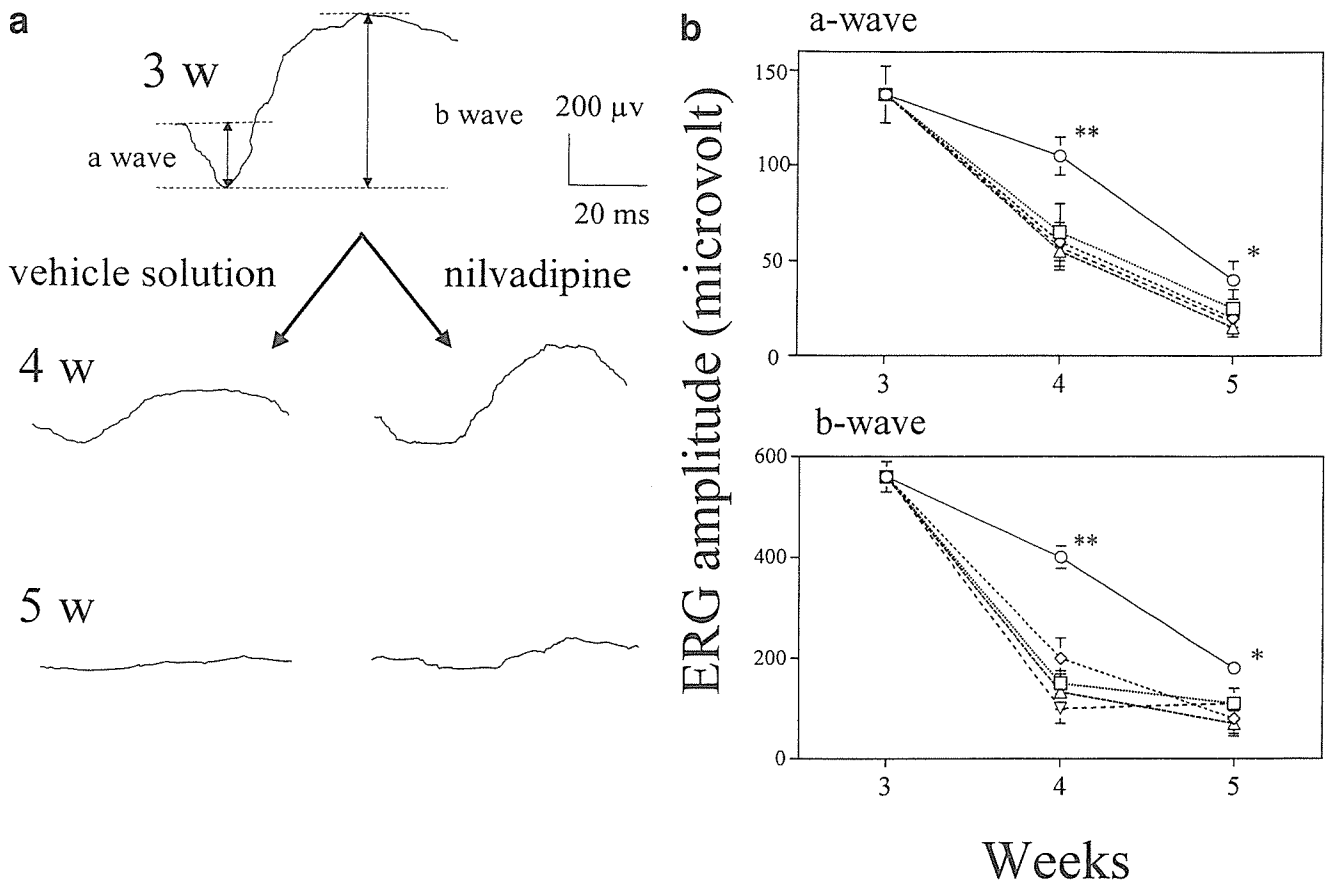 a
3 w
a wave
b wave
200 µv
20 ms
vehicle solution
nilvadipine
4 w
5 w
b
a-wave
ERG amplitude (microvolt)
150
100
50
0
**
*
3
4
5
b-wave
600
400
200
0
**
*
3
4
5
Weeks